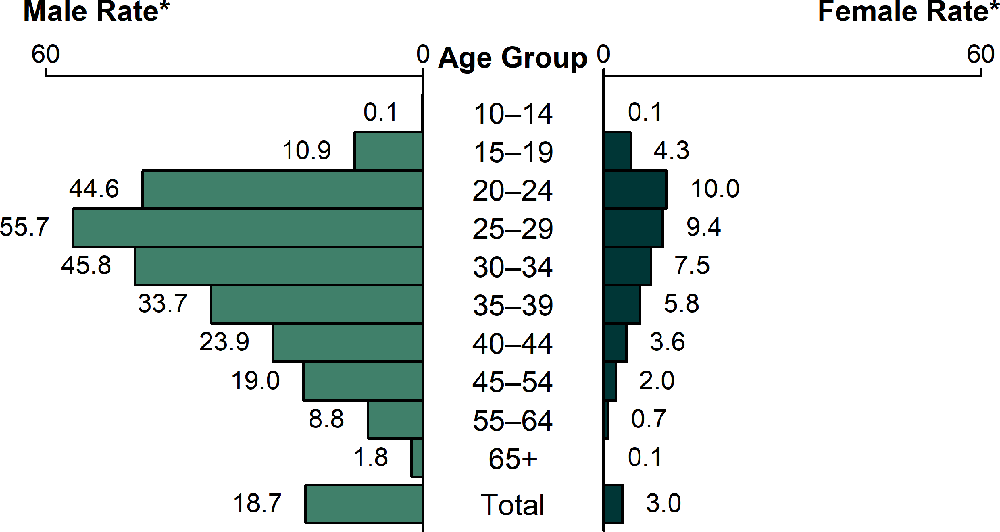 Male Rate* Female Rate*
60 0 Age Group 0 60
0.1 10–14 0.1
10.9 15–19 4.3
44.6 20–24 10.0
55.7 25–29 9.4
45.8 30–34 7.5
33.7 35–39 5.8
23.9 40–44 3.6
19.0 45–54 2.0
8.8 55–64 0.7
1.8 65+ 0.1
18.7 Total 3.0